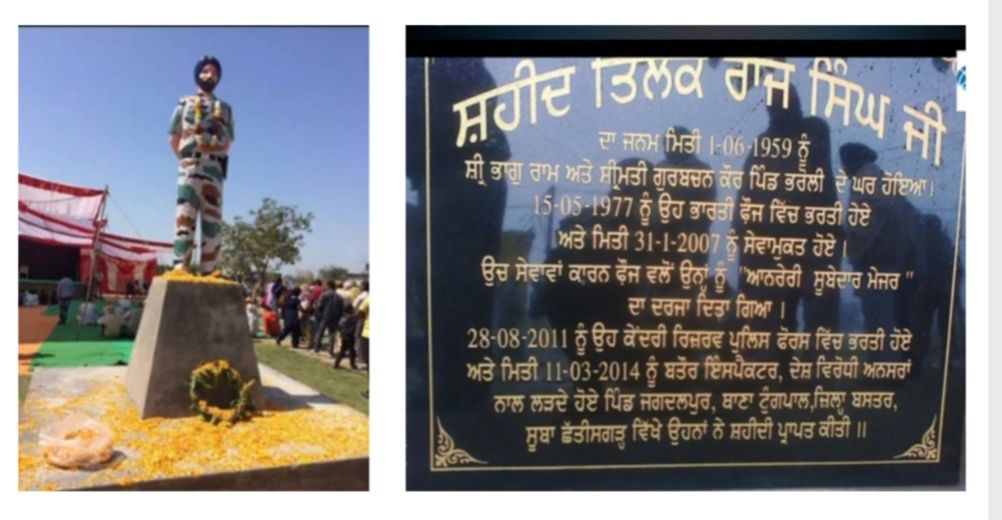 ਸ਼ਹੀਦ ਤਿਲਕ ਰਾਜ ਸਿੰਘ ਜੀ
ਦਾ ਜਨਮ ਮਿਤੀ 1-06-1959 ਨੂੰ
ਸ਼੍ਰੀ ਭਾਗੁ ਰਾਮ ਅਤੇ ਸ਼੍ਰੀਮਤੀ ਗੁਰਬਚਨ ਕੌਰ ਪਿੰਡ ਭਰੋਲੀ ਦੇ ਘਰ ਹੋਇਆ।
15-05-1977 ਨੂੰ ਉਹ ਭਾਰਤੀ ਫੌਜ ਵਿੱਚ ਭਰਤੀ ਹੋਏ
ਅਤੇ ਮਿਤੀ 31-1-2007 ਨੂੰ ਸੇਵਾਮੁਕਤ ਹੋਏ।
ਉਚ ਸੇਵਾਵਾਂ ਕਾਰਨ ਫ਼ੌਜ ਵਲੋਂ ਉਨ੍ਹਾਂ ਨੂੰ "ਆਨਰੇਰੀ ਸੂਬੇਦਾਰ ਮੇਜਰ"
ਦਾ ਦਰਜਾ ਦਿਤਾ ਗਿਆ।
28-08-2011 ਨੂੰ ਉਹ ਕੇਂਦਰੀ ਰਿਜ਼ਰਵ ਪੁਲਿਸ ਫੋਰਸ ਵਿੱਚ ਭਰਤੀ ਹੋਏ
ਅਤੇ ਮਿਤੀ 11-03-2014 ਨੂੰ ਬਤੌਰ ਇੰਸਪੈਕਟਰ, ਦੇਸ਼ ਵਿਰੋਧੀ ਅਨਸਰਾਂ
ਨਾਲ ਲੜਦੇ ਹੋਏ ਪਿੰਡ ਜਗਦਲਪੁਰ, ਥਾਣਾ ਟੁੰਗਪਾਲ,ਜ਼ਿਲ੍ਹਾ ਬਸਤਰ,
ਸੂਬਾ ਛੱਤੀਸਗੜ੍ਹ ਵਿੱਖੇ ਉਹਨਾਂ ਨੇ ਸ਼ਹੀਦੀ ਪ੍ਰਾਪਤ ਕੀਤੀ॥